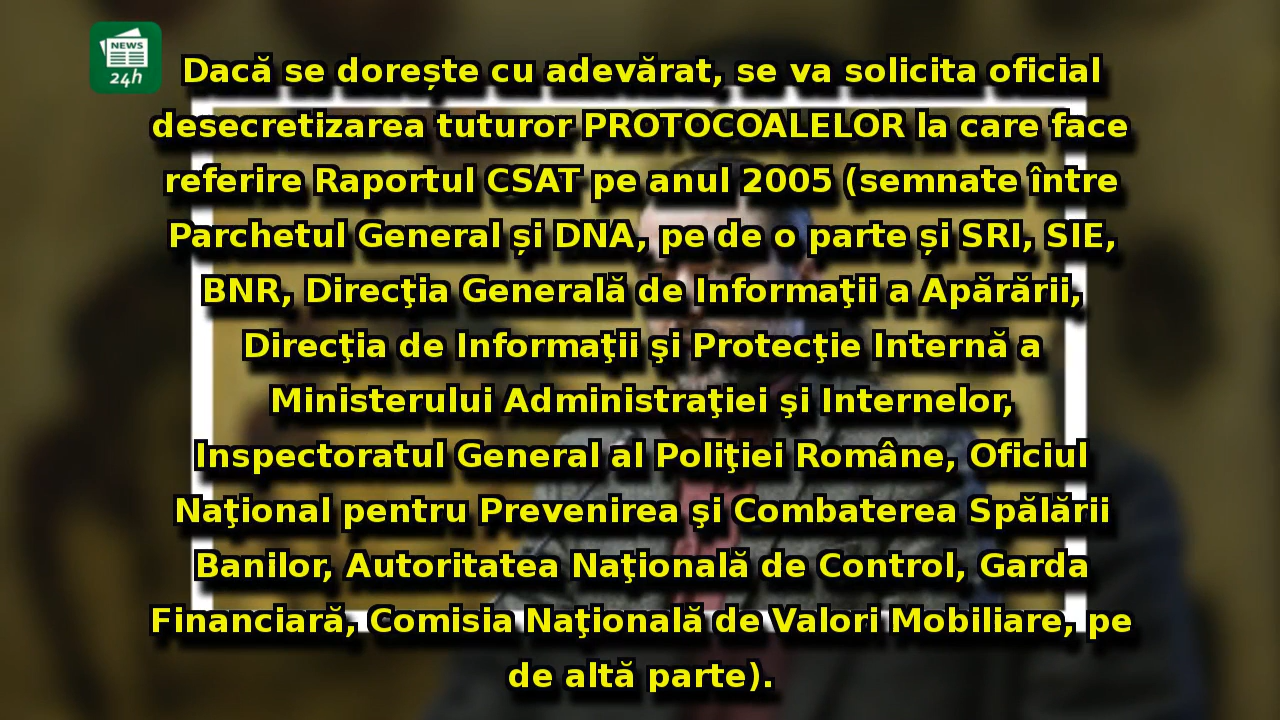 NEWS
24h
Dacă se dorește cu adevărat, se va solicita oficial
desecretizarea tuturor PROTOCOALELOR la care face
referire Raportul CSAT pe anul 2005 (semnate între
Parchetul General și DNA, pe de o parte și SRI, SIE,
BNR, Direcţia Generală de Informaţii a Apărării,
Direcţia de Informaţii şi Protecţie Internă a
Ministerului Administraţiei şi Internelor,
Inspectoratul General al Poliţiei Române, Oficiul
Naţional pentru Prevenirea şi Combaterea Spălării
Banilor, Autoritatea Naţională de Control, Garda
Financiară, Comisia Naţională de Valori Mobiliare, pe
de altă parte).